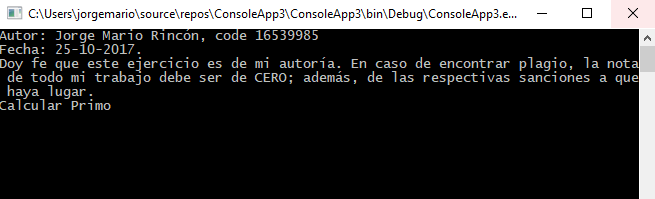 C:\Users\jorgemario\source\repos\ConsoleApp3\ConsoleApp3\bin\Debug\ConsoleApp3.e...
Autor: Jorge Mario Rincón, code 16539985
Fecha: 25-10-2017.
Doy fe que este ejercicio es de mi autoría. En caso de encontrar plagio, la nota
 de todo mi trabajo debe ser de CERO; además, de las respectivas sanciones a que
 haya lugar.
Calcular Primo